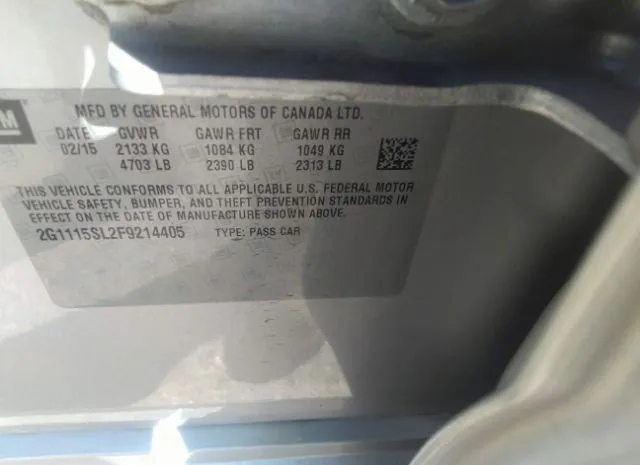 GM
MFD BY GENERAL MOTORS OF CANADA LTD.
DATE GVWR GAWR FRT GAWR RR
02/15 2133 KG 1084 KG 1049 KG
4703 LB 2390 LB 2313 LB
THIS VEHICLE CONFORMS TO ALL APPLICABLE U.S. FEDERAL MOTOR
VEHICLE SAFETY, BUMPER, AND THEFT PREVENTION STANDARDS IN
EFFECT ON THE DATE OF MANUFACTURE SHOWN ABOVE.
2G1115SL2F9214405 TYPE: PASS CAR